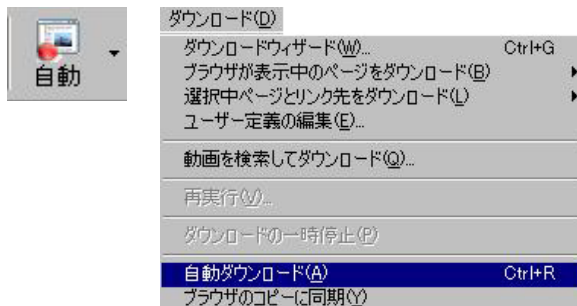 自動
ダウンロード(D)
ダウンロードウィザード(W)... Ctrl+G
ブラウザが表示中のページをダウンロード(B)
選択中ページとリンク先をダウンロード(L)
ユーザー定義の編集(E)...
動画を検索してダウンロード(Q)...
再実行(V)...
ダウンロードの一時停止(P)
自動ダウンロード(A) Ctrl+R
ブラウザのコピーに同期(Y)